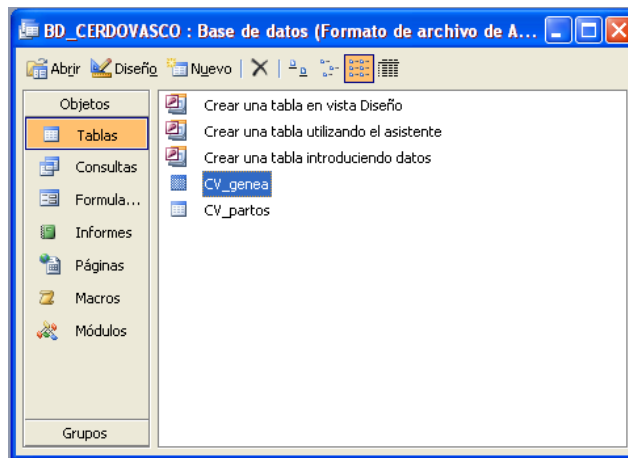 BD_CERDOVASCO : Base de datos (Formato de archivo de A...
Abrir Diseño Nuevo
Objetos
Tablas
Consultas
Formula...
Informes
Páginas
Macros
Módulos
Grupos
Crear una tabla en vista Diseño
Crear una tabla utilizando el asistente
Crear una tabla introduciendo datos
CV_genea
CV_partos